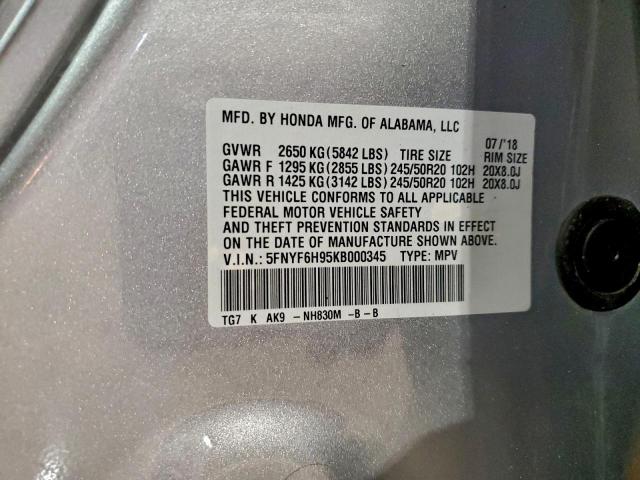 MFD. BY HONDA MFG. OF ALABAMA, LLC
07/'18
GVWR 2650 KG(5842 LBS) TIRE SIZE RIM SIZE
GAWR F 1295 KG(2855 LBS)245/50R20 102H 20X8.0J
GAWR R 1425 KG(3142 LBS)245/50R20 102H 20X8.0J
THIS VEHICLE CONFORMS TO ALL APPLICABLE
FEDERAL MOTOR VEHICLE SAFETY
AND THEFT PREVENTION STANDARDS IN EFFECT
ON THE DATE OF MANUFACTURE SHOWN ABOVE.
V.I.N.: 5FNYF6H95KB000345 TYPE: MPV
TG7 K AK9 -NH830M -B-B